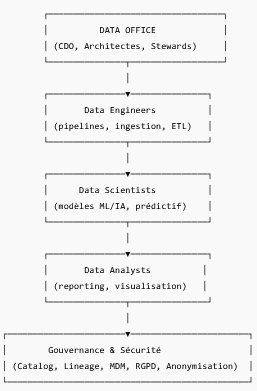 DATA OFFICE
(CDO, Architectes, Stewards)
Data Engineers
(pipelines, ingestion, ETL)
Data Scientists
(modèles ML/IA, prédictif)
Data Analysts
(reporting, visualisation)
Gouvernance & Sécurité
(Catalog, Lineage, MDM, RGPD, Anonymisation)